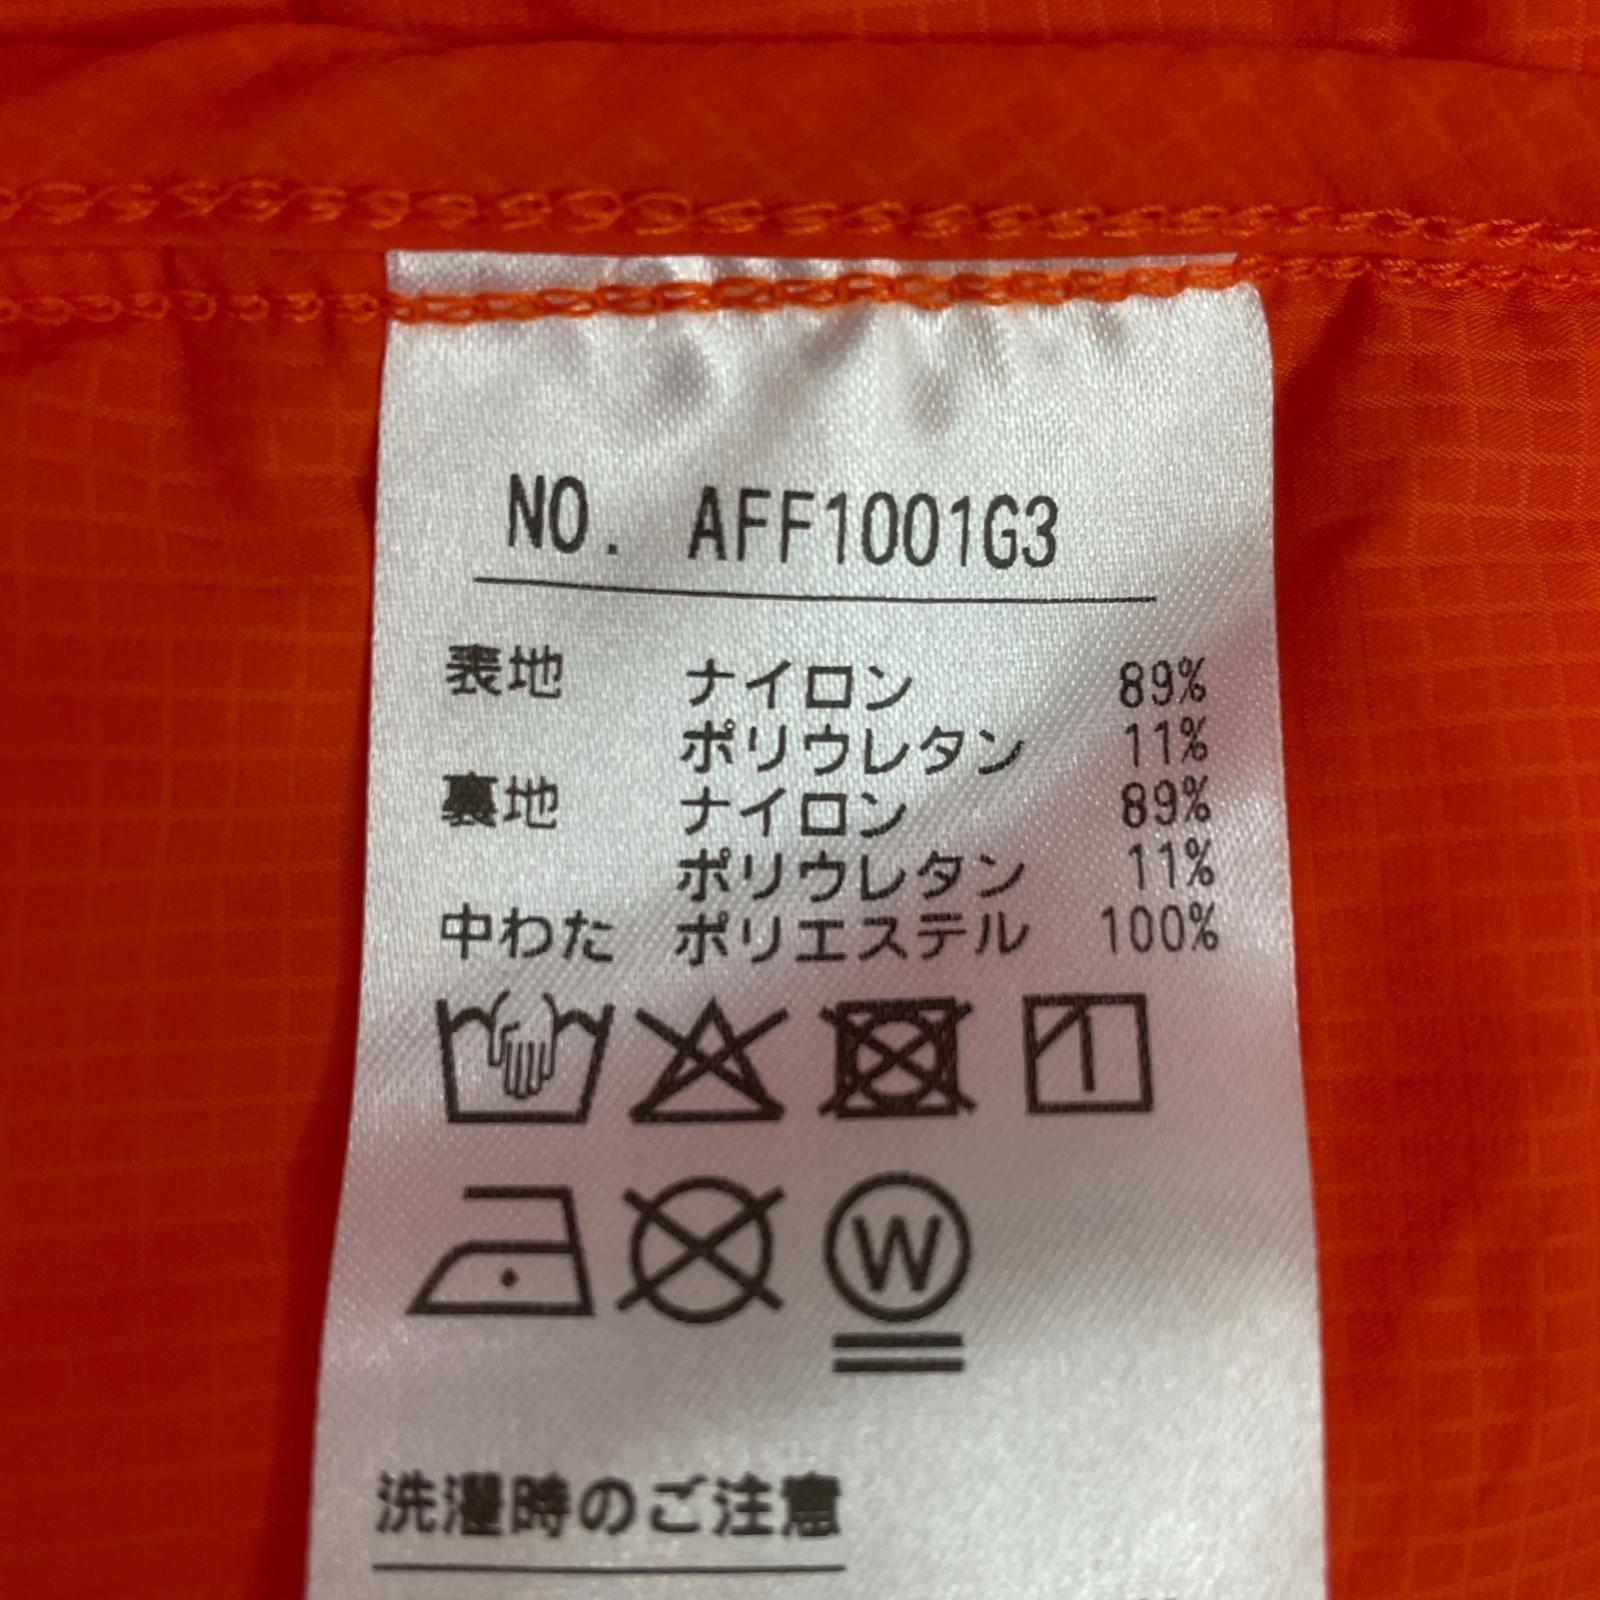 NO. AFF1001G3
表地 ナイロン 89%
ポリウレタン 11%
裏地 ナイロン 89%
ポリウレタン 11%
中わた ポリエステル 100%
W
洗濯時のご注意